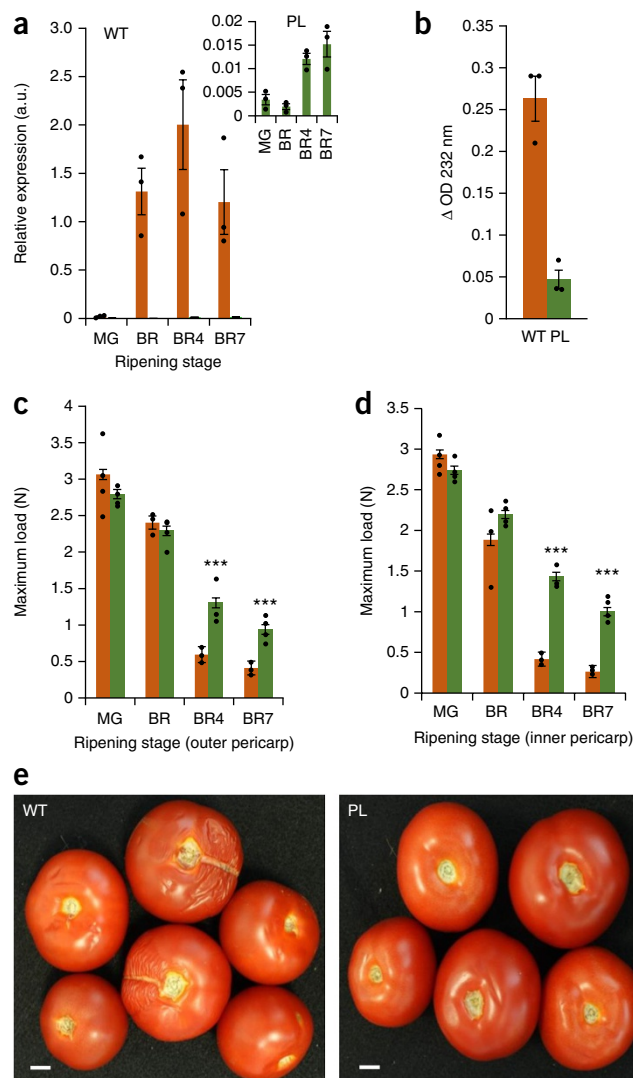 a
WT
Relative expression (a.u.)
3.0
2.5
2.0
1.5
1.0
0.5
0
MG BR BR4 BR7
Ripening stage
PL
0.02
0.015
0.01
0.005
0
MG BR BR4 BR7
b
Δ OD 232 nm
0.35
0.3
0.25
0.2
0.15
0.1
0.05
0
WT PL
c
Maximum load (N)
4
3.5
3
2.5
2
1.5
1
0.5
0
***
***
MG BR BR4 BR7
Ripening stage (outer pericarp)
d
Maximum load (N)
3.5
3
2.5
2
1.5
1
0.5
0
***
***
MG BR BR4 BR7
Ripening stage (inner pericarp)
e
WT
PL